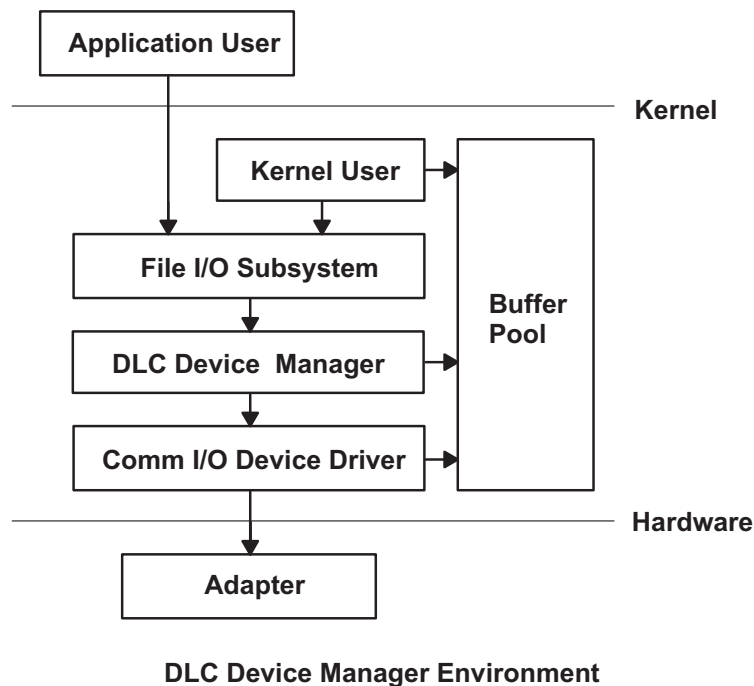 Application User
Kernel
Kernel User
File I/O Subsystem
Buffer
Pool
DLC Device Manager
Comm I/O Device Driver
Hardware
Adapter
DLC Device Manager Environment